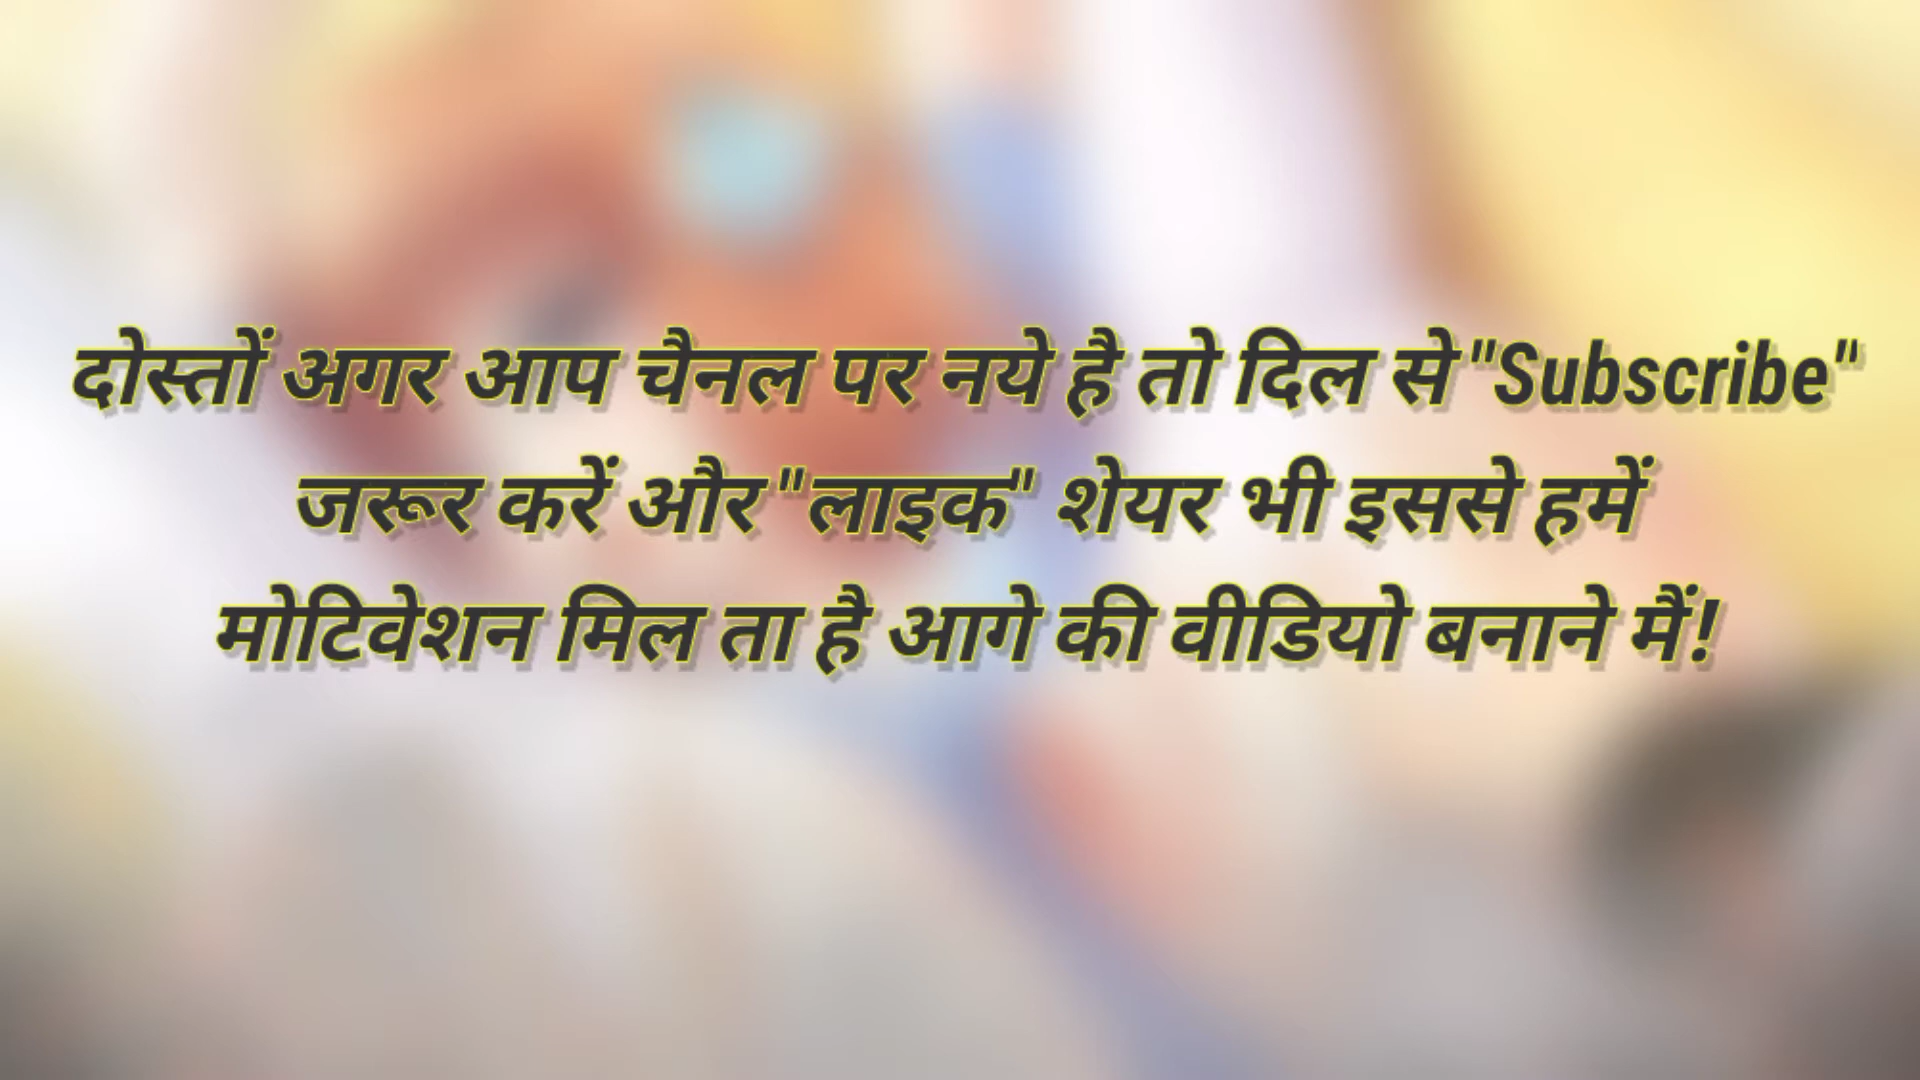 दोस्तों अगर आप चैनल पर नये है तो दिल से "Subscribe"
जरूर करें और "लाइक" शेयर भी इससे हमें
मोटिवेशन मिल ता है आगे की वीडियो बनाने मैं!